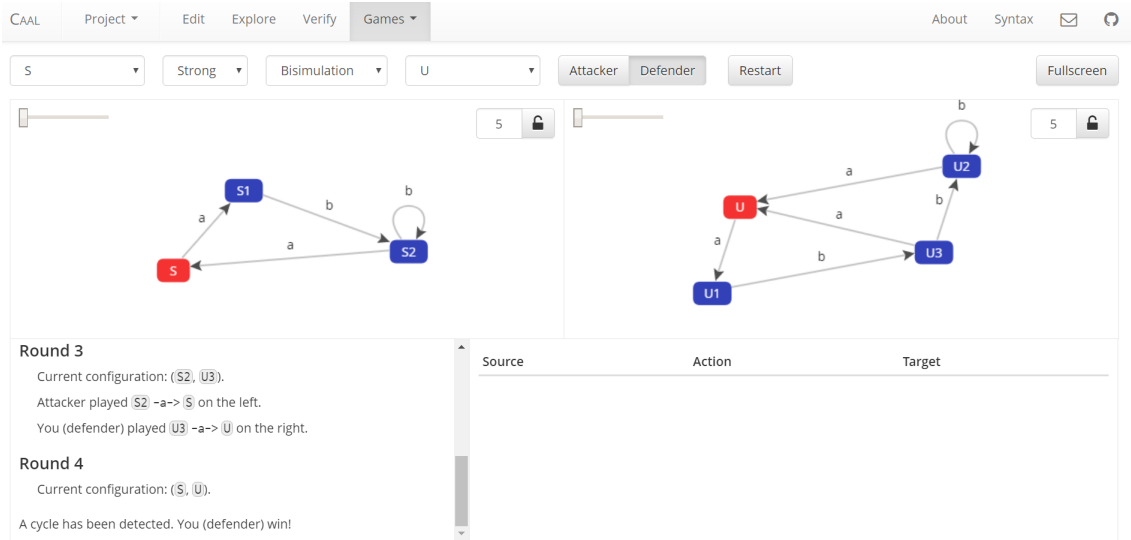 CAAL Project Edit Explore Verify Games About Syntax
S Strong Bisimulation U Attacker Defender Restart Fullscreen
5
S1
b
a
b
a
S2
S
5
b
U2
a
U
a
b
a
U3
b
U1
Round 3
Current configuration: (S2, U3).
Attacker played S2 -a-> S on the left.
You (defender) played U3 -a-> U on the right.
Round 4
Current configuration: (S, U).
A cycle has been detected. You (defender) win!
Source Action Target